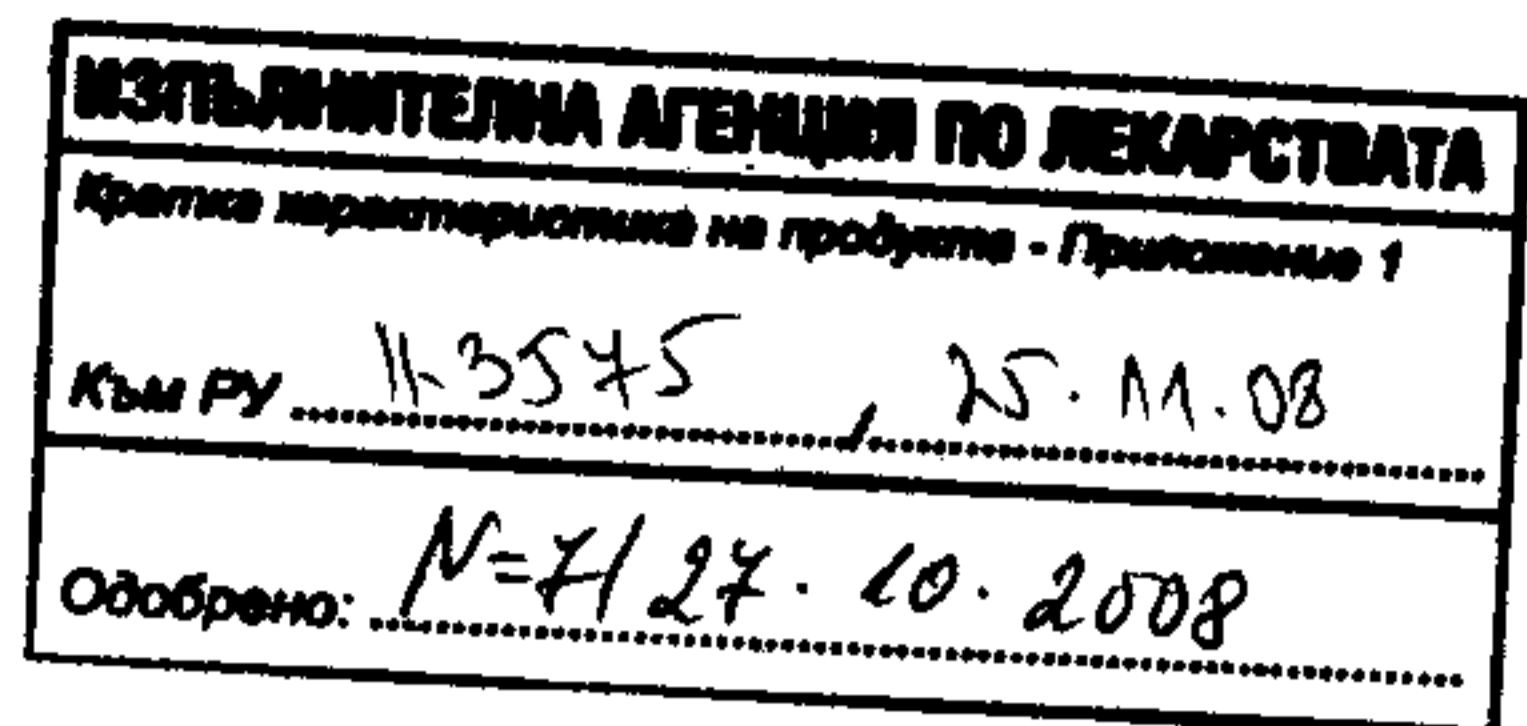 ИЗПЪЛНИТЕЛНА АГЕНЦИЯ ПО ЛЕКАРСТВАТА
Кратка характеристика на продукта - Приложение 1
Към РУ 11-3575 , 25.11.08
Одобрено: N=7/27.10.2008